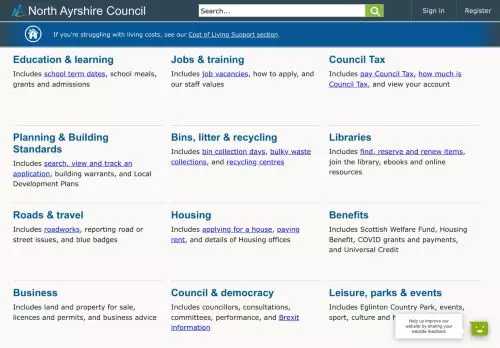 North Ayrshire Council
Search...
Sign in
Register
If you're struggling with living costs, see our Cost of Living Support section.
Education & learning
Includes school term dates, school meals,
grants and admissions
Jobs & training
Includes job vacancies, how to apply, and
our staff values
Council Tax
Includes pay Council Tax, how much is
Council Tax, and view your account
Planning & Building
Standards
Includes search, view and track an
application, building warrants, and Local
Development Plans
Bins, litter & recycling
Includes bin collection days, bulky waste
collections, and recycling centres
Libraries
Includes find, reserve and renew items,
join the library, ebooks and online
resources
Roads & travel
Includes roadworks, reporting road or
street issues, and blue badges
Housing
Includes applying for a house, paying
rent, and details of Housing offices
Benefits
Includes Scottish Welfare Fund, Housing
Benefit, COVID grants and payments,
and Universal Credit
Business
Includes land and property for sale,
licences and permits, and business advice
Council & democracy
Includes councillors, consultations,
committees, performance, and Brexit
information
Leisure, parks & events
Includes Eglinton Country Park, events,
sport, culture and
Help us improve our
website by sharing your
website feedback